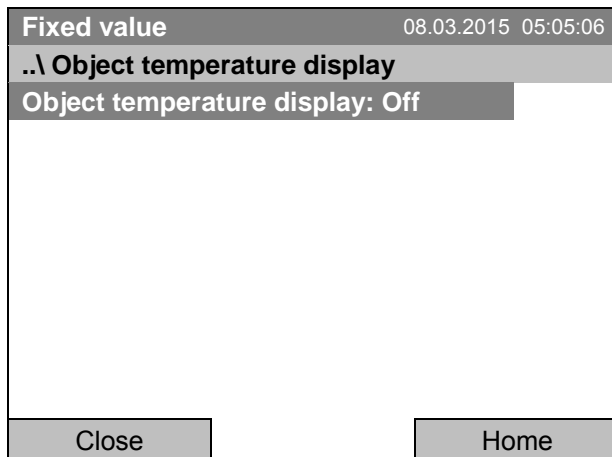 Fixed value 08.03.2015 05:05:06
..\ Object temperature display
Object temperature display: Off
Close Home